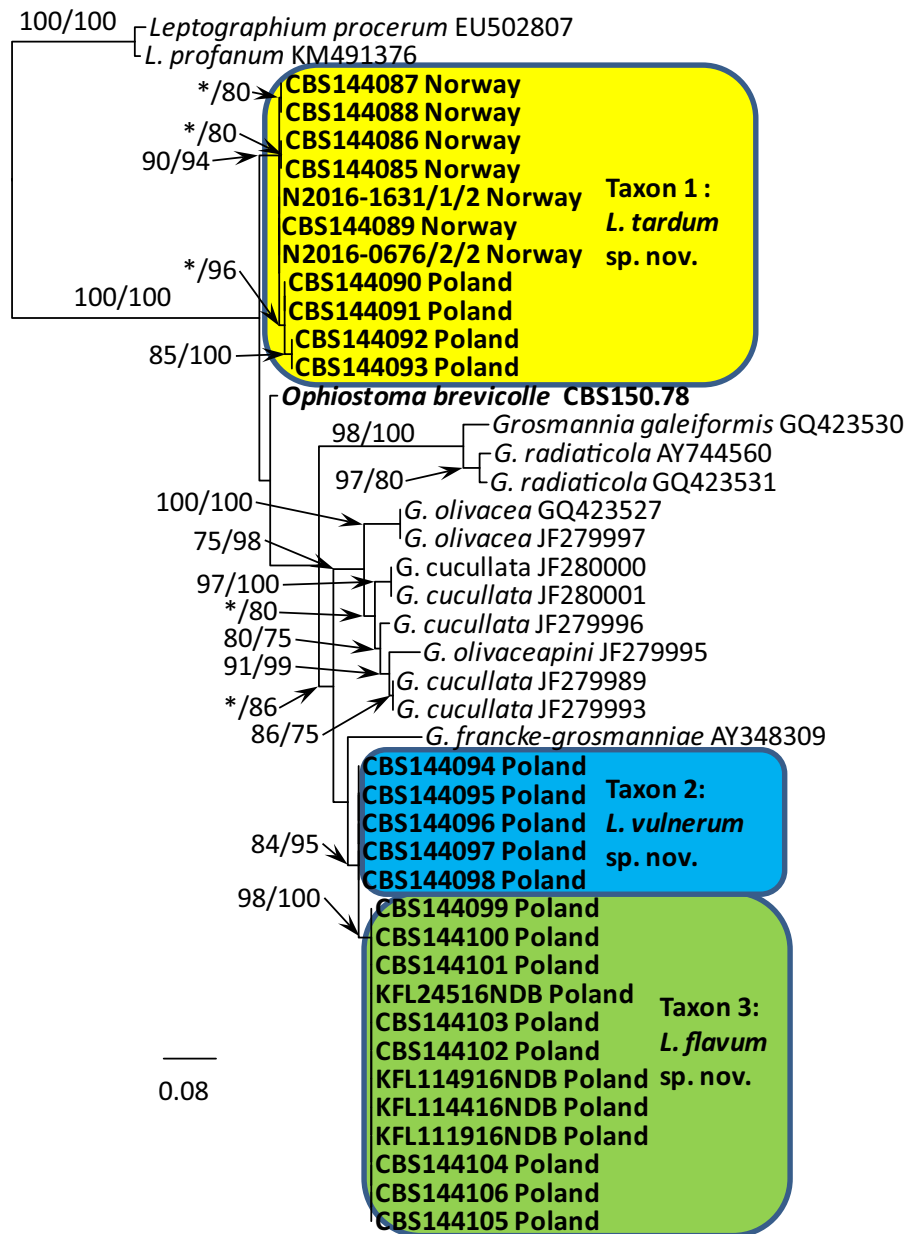 100/100
Leptographium procerum EU502807
L. profanum KM491376
*/80
CBS144087 Norway
CBS144088 Norway
*/80
CBS144086 Norway
90/94
CBS144085 Norway
N2016-1631/1/2 Norway
CBS144089 Norway
N2016-0676/2/2 Norway
Taxon 1 :
L. tardum
sp. nov.
*/96
CBS144090 Poland
100/100
CBS144091 Poland
CBS144092 Poland
85/100
CBS144093 Poland
Ophiostoma brevicolle CBS150.78
98/100
Grosmannia galeiformis GQ423530
G. radiaticola AY744560
97/80
G. radiaticola GQ423531
100/100
G. olivacea GQ423527
75/98
G. olivacea JF279997
G. cucullata JF280000
97/100
G. cucullata JF280001
*/80
G. cucullata JF279996
80/75
G. olivaceapini JF279995
91/99
G. cucullata JF279989
*/86
G. cucullata JF279993
86/75
G. francke-grosmanniae AY348309
CBS144094 Poland
CBS144095 Poland
CBS144096 Poland
CBS144097 Poland
CBS144098 Poland
Taxon 2:
L. vulnerum
sp. nov.
84/95
98/100
CBS144099 Poland
CBS144100 Poland
CBS144101 Poland
KFL24516NDB Poland
CBS144103 Poland
CBS144102 Poland
KFL114916NDB Poland
KFL114416NDB Poland
KFL111916NDB Poland
CBS144104 Poland
CBS144106 Poland
CBS144105 Poland
Taxon 3:
L. flavum
sp. nov.
0.08